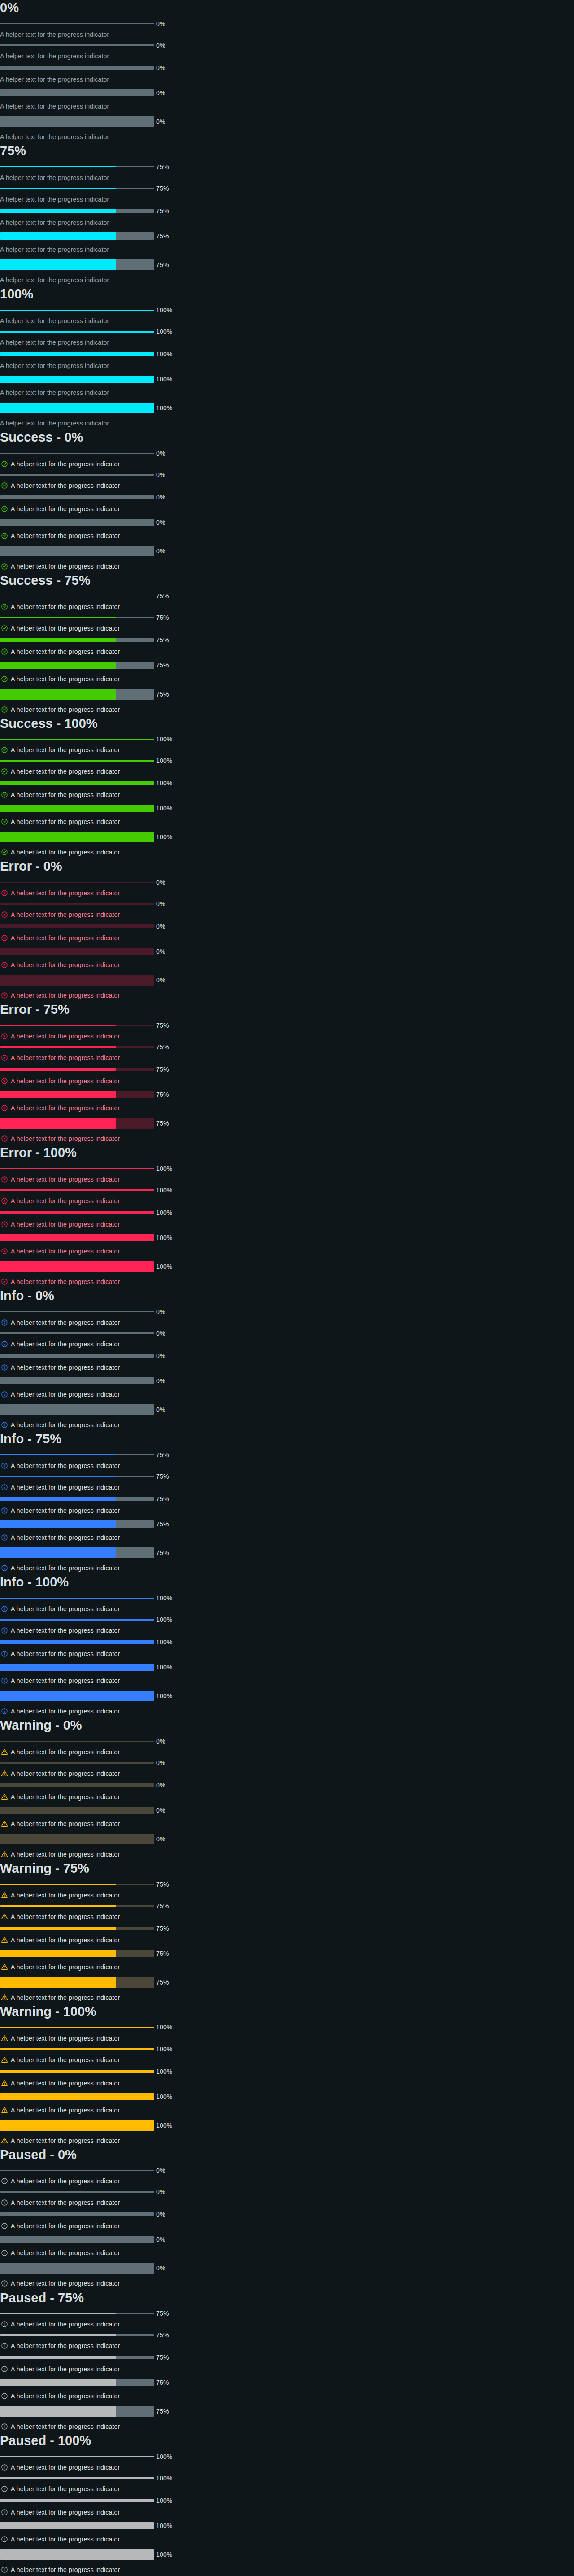 0%
0%
A helper text for the progress indicator
0%
A helper text for the progress indicator
0%
A helper text for the progress indicator
0%
A helper text for the progress indicator
0%
A helper text for the progress indicator
75%
75%
A helper text for the progress indicator
75%
A helper text for the progress indicator
75%
A helper text for the progress indicator
75%
A helper text for the progress indicator
75%
A helper text for the progress indicator
100%
100%
A helper text for the progress indicator
100%
A helper text for the progress indicator
100%
A helper text for the progress indicator
100%
A helper text for the progress indicator
100%
A helper text for the progress indicator
Success - 0%
0%
A helper text for the progress indicator
0%
A helper text for the progress indicator
0%
A helper text for the progress indicator
0%
A helper text for the progress indicator
0%
A helper text for the progress indicator
Success - 75%
75%
A helper text for the progress indicator
75%
A helper text for the progress indicator
75%
A helper text for the progress indicator
75%
A helper text for the progress indicator
75%
A helper text for the progress indicator
Success - 100%
100%
A helper text for the progress indicator
100%
A helper text for the progress indicator
100%
A helper text for the progress indicator
100%
A helper text for the progress indicator
100%
A helper text for the progress indicator
Error - 0%
0%
A helper text for the progress indicator
0%
A helper text for the progress indicator
0%
A helper text for the progress indicator
0%
A helper text for the progress indicator
0%
A helper text for the progress indicator
Error - 75%
75%
A helper text for the progress indicator
75%
A helper text for the progress indicator
75%
A helper text for the progress indicator
75%
A helper text for the progress indicator
75%
A helper text for the progress indicator
Error - 100%
100%
A helper text for the progress indicator
100%
A helper text for the progress indicator
100%
A helper text for the progress indicator
100%
A helper text for the progress indicator
100%
A helper text for the progress indicator
Info - 0%
0%
A helper text for the progress indicator
0%
A helper text for the progress indicator
0%
A helper text for the progress indicator
0%
A helper text for the progress indicator
0%
A helper text for the progress indicator
Info - 75%
75%
A helper text for the progress indicator
75%
A helper text for the progress indicator
75%
A helper text for the progress indicator
75%
A helper text for the progress indicator
75%
A helper text for the progress indicator
Info - 100%
100%
A helper text for the progress indicator
100%
A helper text for the progress indicator
100%
A helper text for the progress indicator
100%
A helper text for the progress indicator
100%
A helper text for the progress indicator
Warning - 0%
0%
A helper text for the progress indicator
0%
A helper text for the progress indicator
0%
A helper text for the progress indicator
0%
A helper text for the progress indicator
0%
A helper text for the progress indicator
Warning - 75%
75%
A helper text for the progress indicator
75%
A helper text for the progress indicator
75%
A helper text for the progress indicator
75%
A helper text for the progress indicator
75%
A helper text for the progress indicator
Warning - 100%
100%
A helper text for the progress indicator
100%
A helper text for the progress indicator
100%
A helper text for the progress indicator
100%
A helper text for the progress indicator
100%
A helper text for the progress indicator
Paused - 0%
0%
A helper text for the progress indicator
0%
A helper text for the progress indicator
0%
A helper text for the progress indicator
0%
A helper text for the progress indicator
0%
A helper text for the progress indicator
Paused - 75%
75%
A helper text for the progress indicator
75%
A helper text for the progress indicator
75%
A helper text for the progress indicator
75%
A helper text for the progress indicator
75%
A helper text for the progress indicator
Paused - 100%
100%
A helper text for the progress indicator
100%
A helper text for the progress indicator
100%
A helper text for the progress indicator
100%
A helper text for the progress indicator
100%
A helper text for the progress indicator